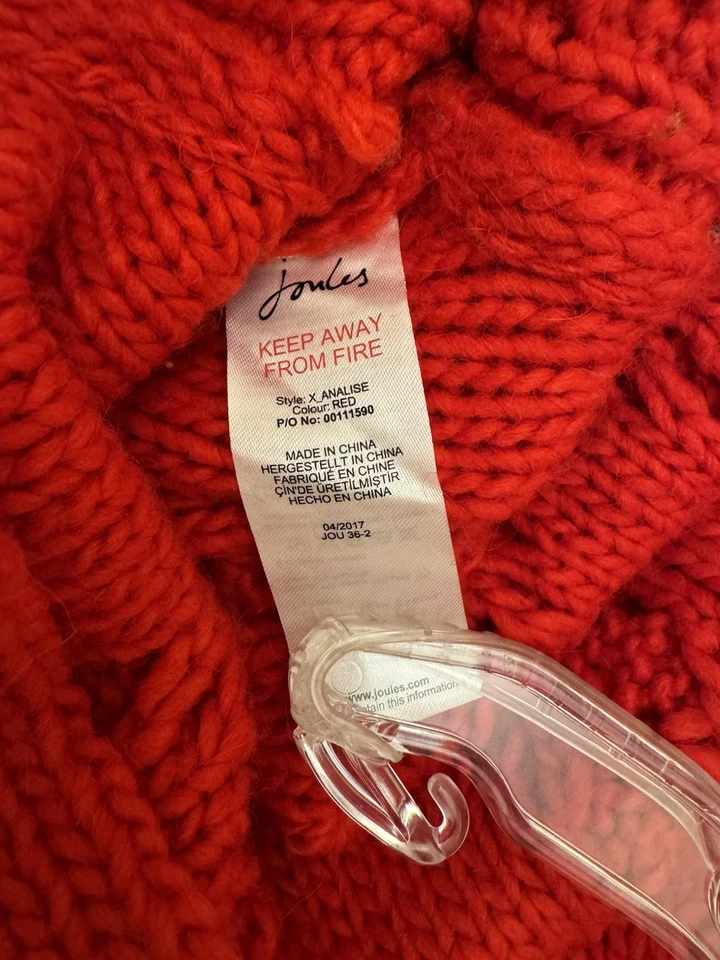 Joules
KEEP AWAY
FROM FIRE
Style: X_ANALISE
Colour: RED
P/O No: 00111590
MADE IN CHINA
HERGESTELLT IN CHINA
FABRIQUÉ EN CHINE
ÇİN'DE ÜRETİLMİŞTİR
HECHO EN CHINA
04/2017
JOU 36-2
www.joules.com
this information